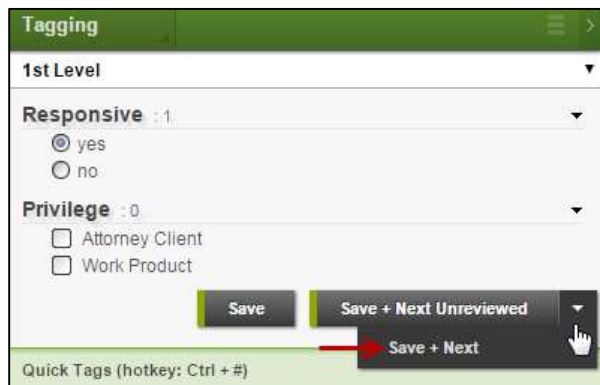 Tagging
1st Level
Responsive : 1
yes
no
Privilege : 0
Attorney Client
Work Product
Save Save + Next Unreviewed
Save + Next
Quick Tags (hotkey: Ctrl + #)